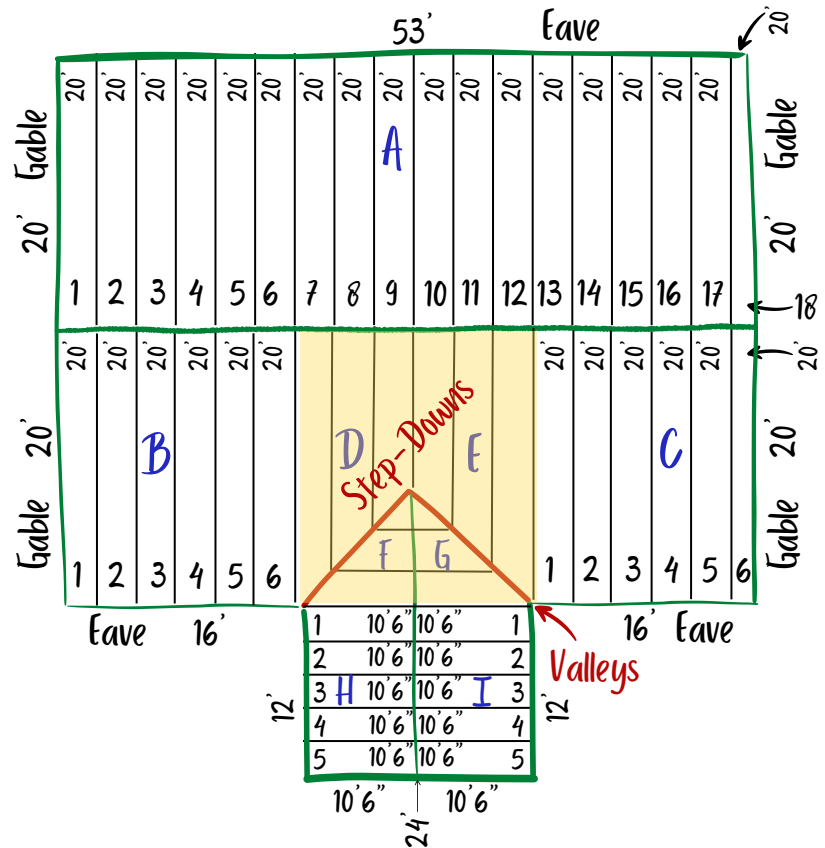 53’ Eave 20’
20’ 20’ 20’ 20’ 20’ 20’ 20’ 20’ 20’ 20’ 20’ 20’ 20’ 20’ 20’ 20’ 20’
Gable A Gable
20’ 20’
1 2 3 4 5 6 7 8 9 10 11 12 13 14 15 16 17 18
20’ 20’ 20’ 20’ 20’ 20’ 20’ 20’ 20’ 20’ 20’ 20’
20’ B D Step-Downs E C 20’
Gable F G Gable
1 2 3 4 5 6 1 2 3 4 5 6
Eave 16’ 16’ Eave
1 10’6” 10’6” 1
Valleys
2 10’6” 10’6” 2
12’ 3 H 10’6” 10’6” I 3 12’
4 10’6” 10’6” 4
5 10’6” 10’6” 5
10’6” 10’6”
24’